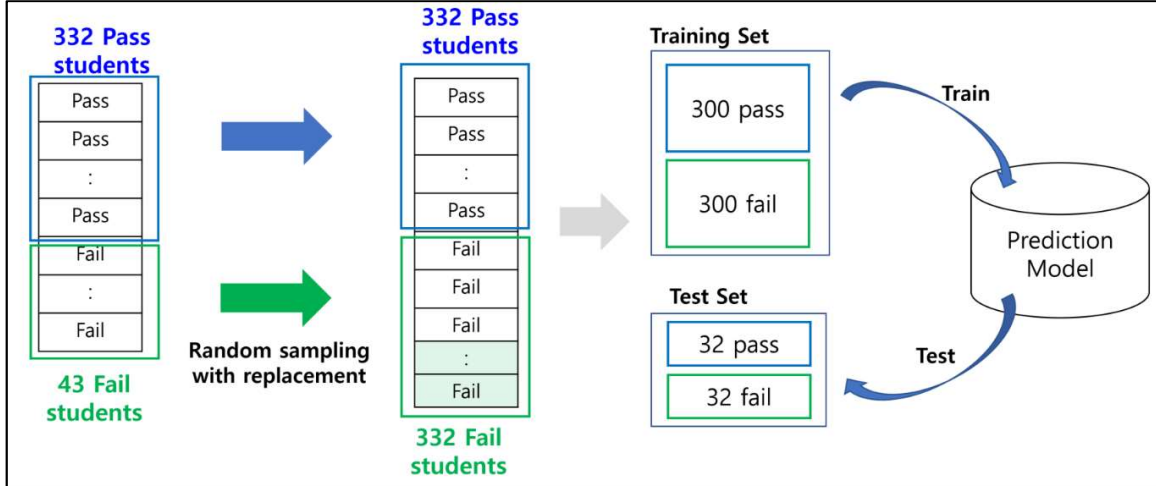 332 Pass
students
Pass
Pass
:
Pass
Fail
:
Fail
43 Fail
students
Random sampling
with replacement
332 Pass
students
Pass
Pass
:
Pass
Fail
Fail
Fail
:
Fail
332 Fail
students
Training Set
300 pass
300 fail
Test Set
32 pass
32 fail
Train
Prediction
Model
Test